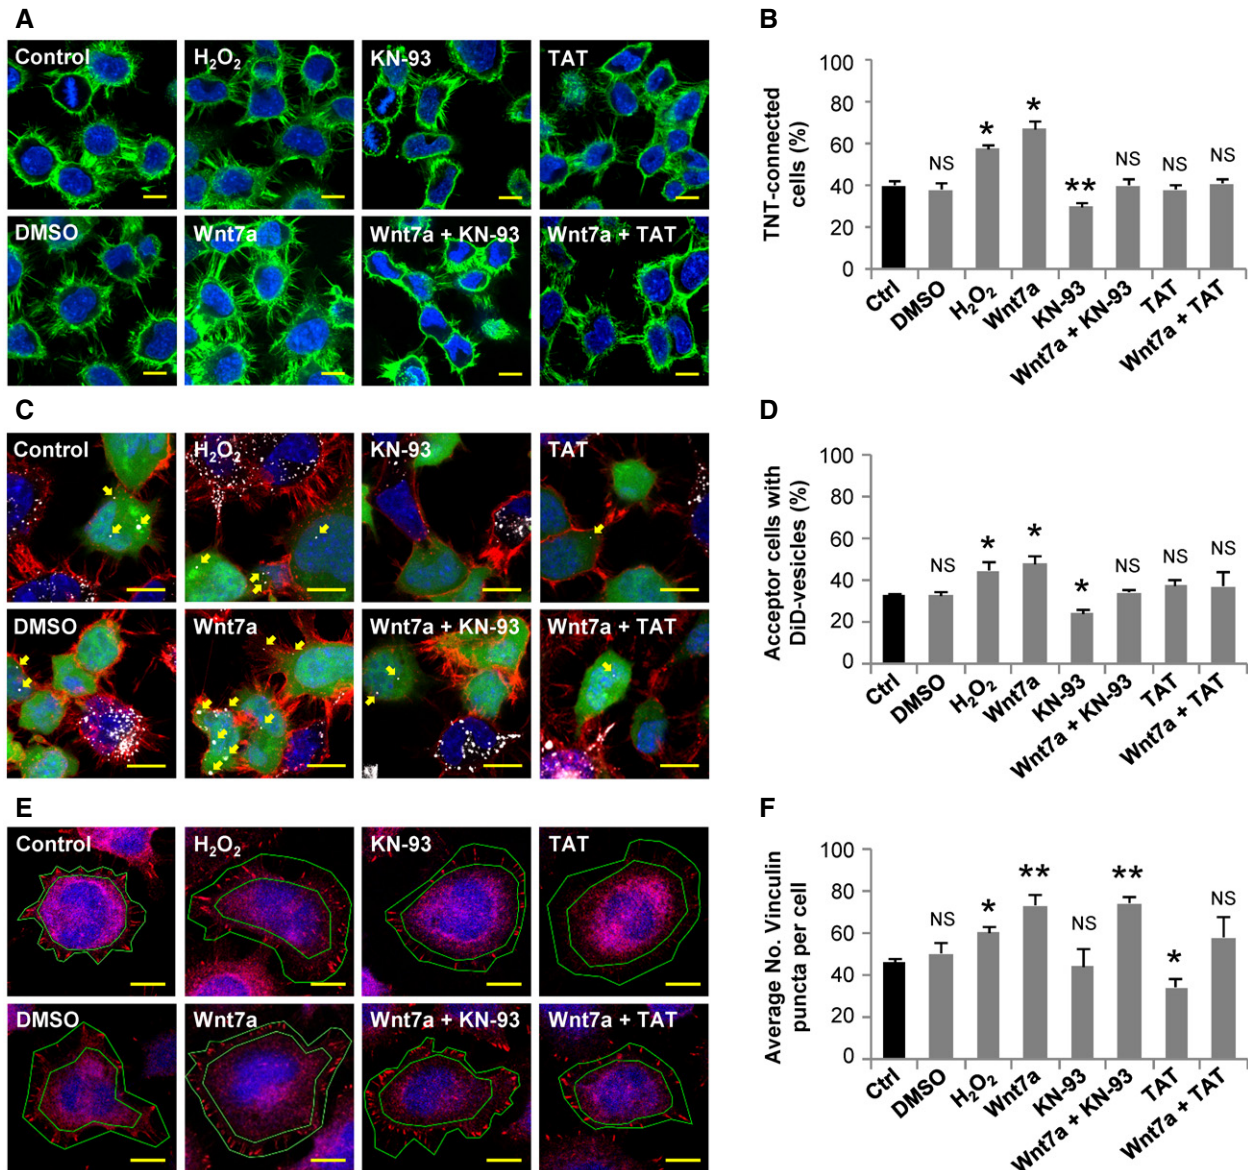 A
Control
H₂O₂
KN-93
TAT
DMSO
Wnt7a
Wnt7a + KN-93
Wnt7a + TAT
B
TNT-connected
cells (%)
100
80
60
40
20
0
NS
*
*
**
NS
NS
NS
Ctrl
DMSO
H₂O₂
Wnt7a
KN-93
Wnt7a + KN-93
TAT
Wnt7a + TAT
C
Control
H₂O₂
KN-93
TAT
DMSO
Wnt7a
Wnt7a + KN-93
Wnt7a + TAT
D
Acceptor cells with
DiD-vesicles (%)
100
80
60
40
20
0
NS
*
*
*
NS
NS
NS
Ctrl
DMSO
H₂O₂
Wnt7a
KN-93
Wnt7a + KN-93
TAT
Wnt7a + TAT
E
Control
H₂O₂
KN-93
TAT
DMSO
Wnt7a
Wnt7a + KN-93
Wnt7a + TAT
F
Average No. Vinculin
puncta per cell
100
80
60
40
20
0
NS
*
**
NS
**
*
NS
Ctrl
DMSO
H₂O₂
Wnt7a
KN-93
Wnt7a + KN-93
TAT
Wnt7a + TAT